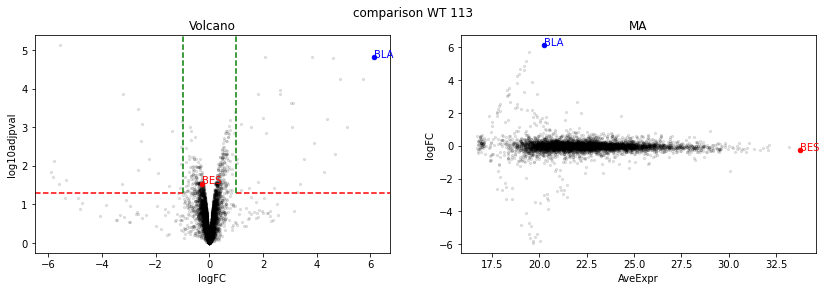 comparison WT 113
Volcano
MA
BLA
BES
log10adjpval
5
4
3
2
1
0
−6
−4
−2
0
2
4
6
logFC
BLA
BES
logFC
6
4
2
0
−2
−4
−6
17.5
20.0
22.5
25.0
27.5
30.0
32.5
AveExpr